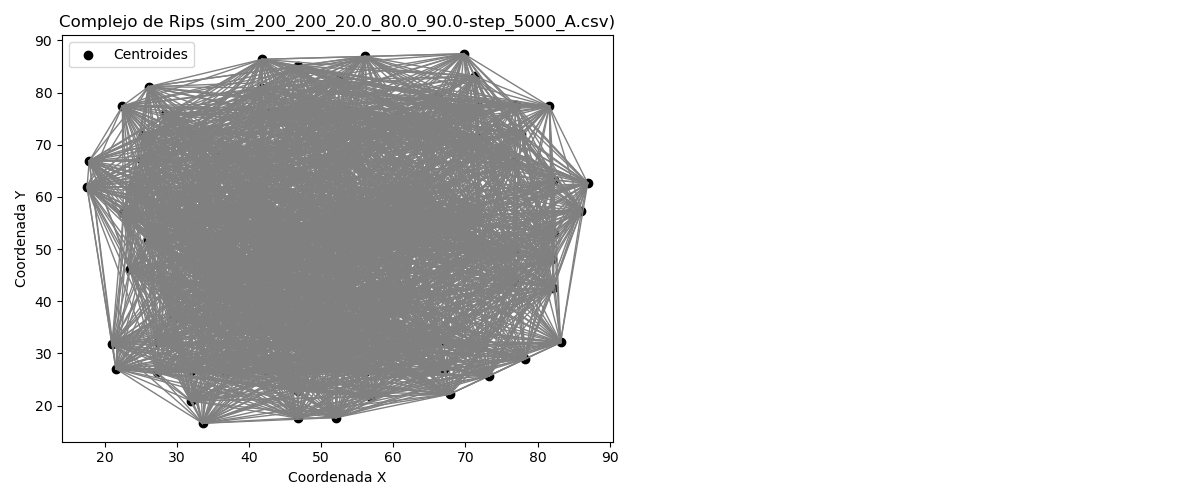 Complejo de Rips (sim_200_200_20.0_80.0_90.0-step_5000_A.csv)
Centroides
90
80
70
60
50
40
30
20
Coordenada Y
20 30 40 50 60 70 80 90
Coordenada X